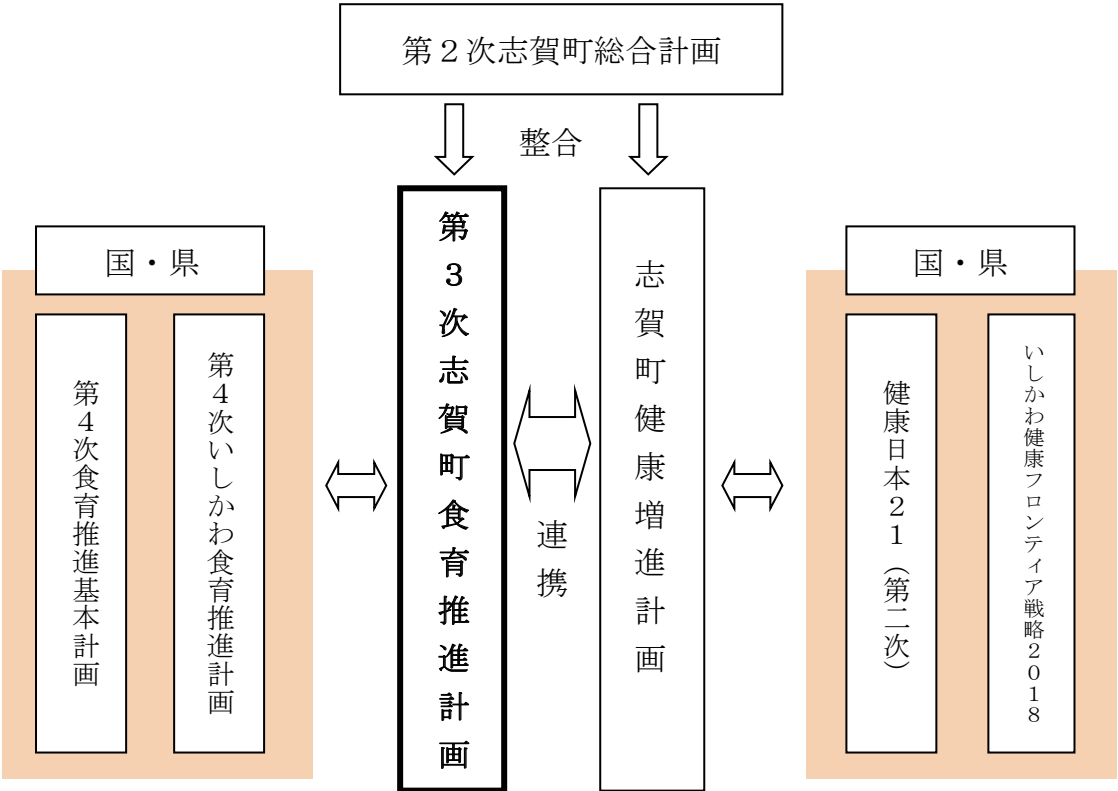 第２次志賀町総合計画
整合
国・県
第４次食育推進基本計画
第４次いしかわ食育推進計画
第３次志賀町食育推進計画
連携
志賀町健康増進計画
国・県
健康日本２１（第二次）
いしかわ健康フロンティア戦略２０１８